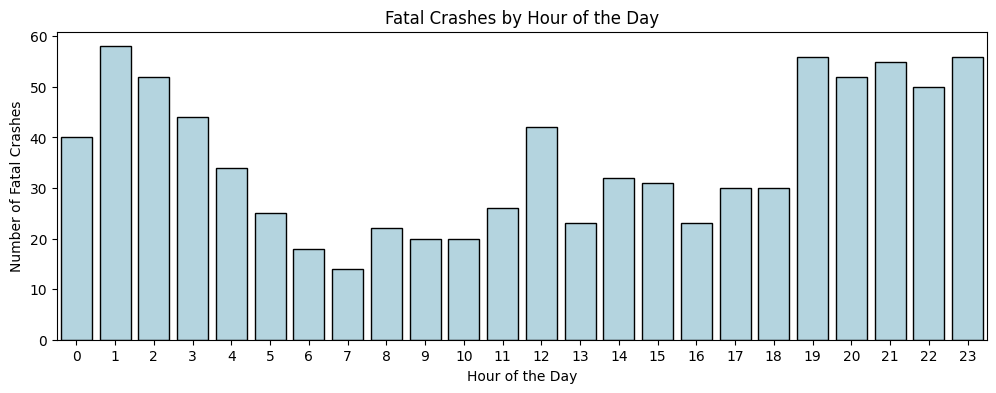 Fatal Crashes by Hour of the Day
Number of Fatal Crashes
60
50
40
30
20
10
0
0 1 2 3 4 5 6 7 8 9 10 11 12 13 14 15 16 17 18 19 20 21 22 23
Hour of the Day